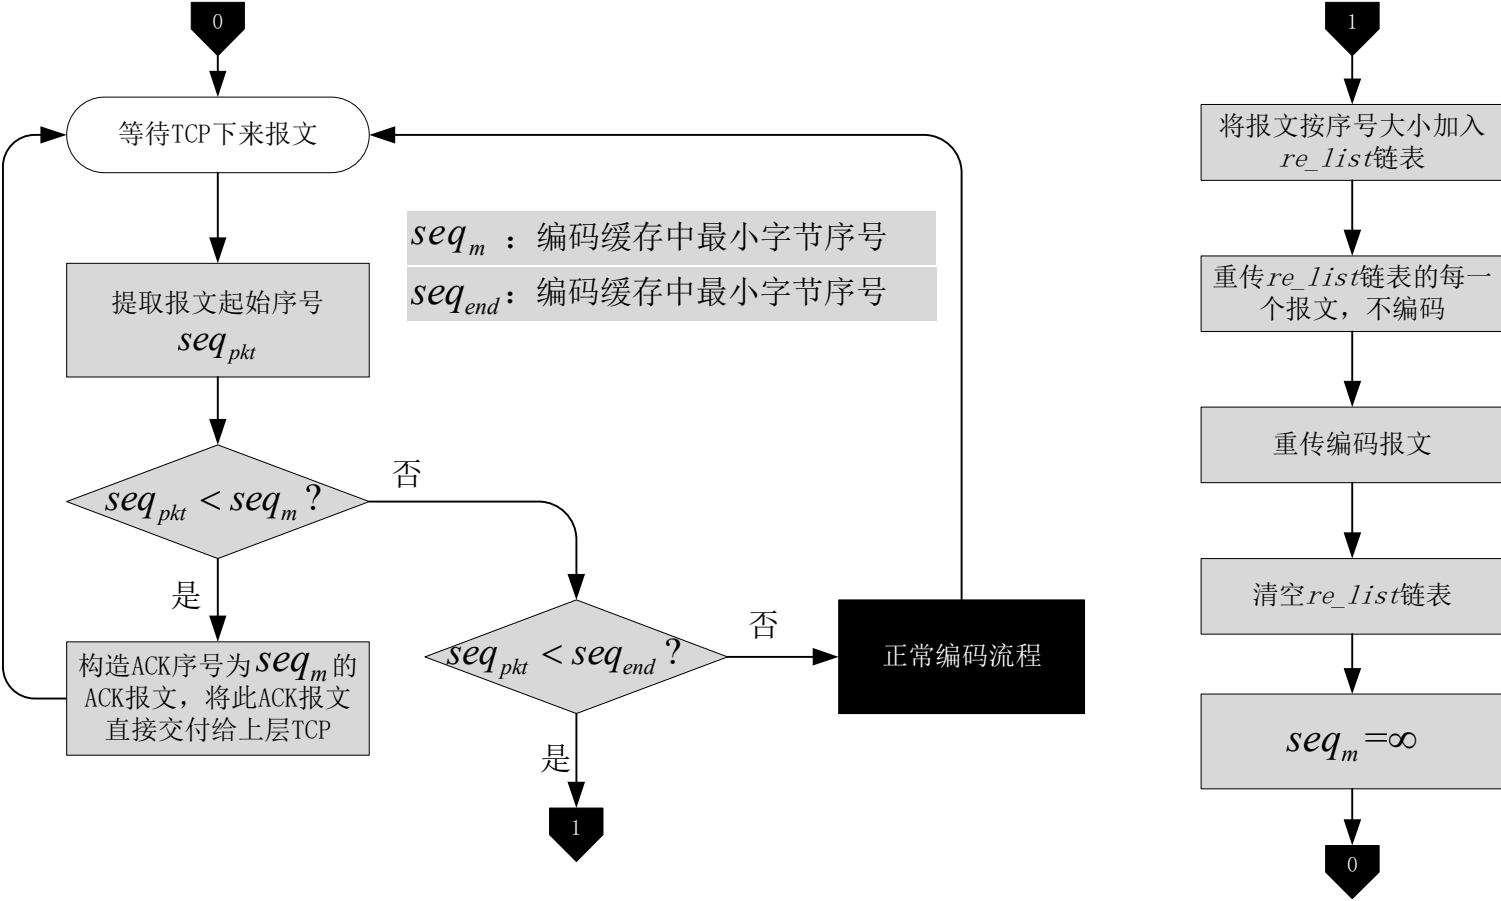 0
等待TCP下来报文
seq_m ：编码缓存中最小字节序号
seq_end：编码缓存中最小字节序号
提取报文起始序号
seq_pkt
否
seq_pkt < seq_m ?
是
构造ACK序号为seq_m的
ACK报文，将此ACK报文
直接交付给上层TCP
否
seq_pkt < seq_end ?
正常编码流程
是
1
1
将报文按序号大小加入
re_list链表
重传re_list链表的每一
个报文，不编码
重传编码报文
清空re_list链表
seq_m=∞
0